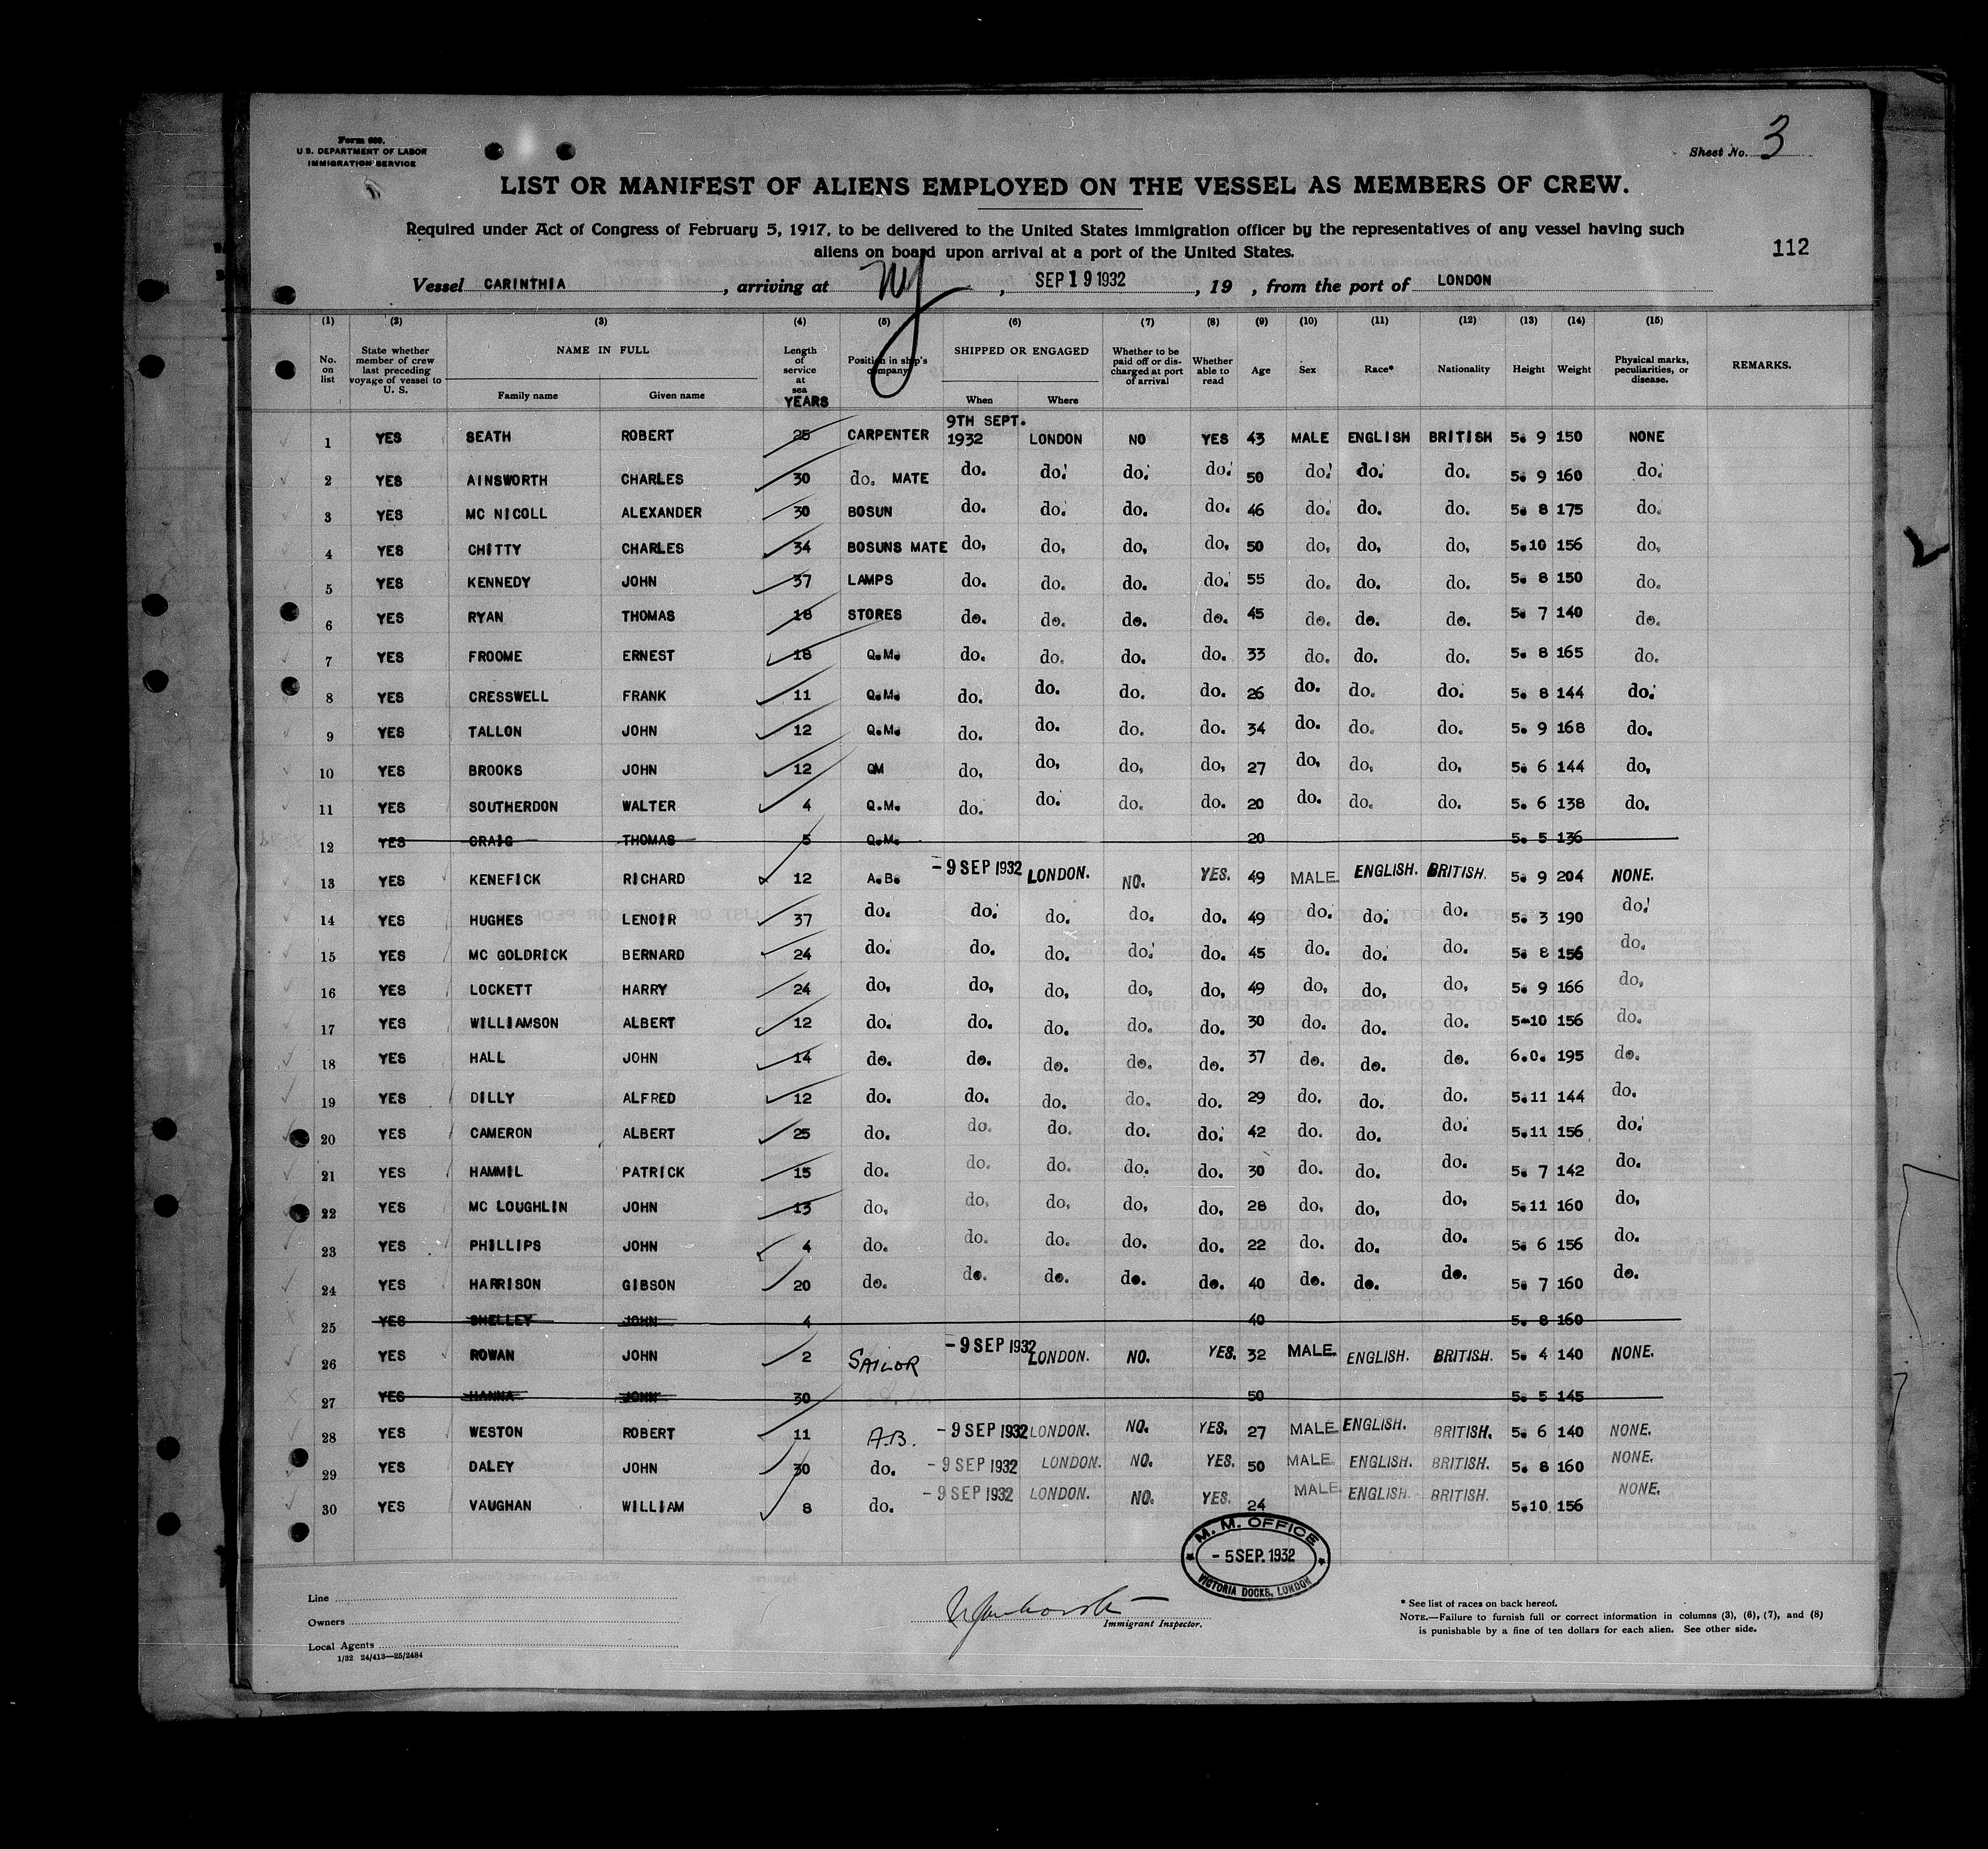 Form 689.
U.S. DEPARTMENT OF LABOR
IMMIGRATION SERVICE
Sheet No. 3
LIST OR MANIFEST OF ALIENS EMPLOYED ON THE VESSEL AS MEMBERS OF CREW.
Required under Act of Congress of February 5, 1917, to be delivered to the United States immigration officer by the representatives of any vessel having such
aliens on board upon arrival at a port of the United States.
112
Vessel CARINTHIA, arriving at NY, SEP 19 1932, 19 , from the port of LONDON
(1) (2) (3) (4) (5) (6) (7) (8) (9) (10) (11) (12) (13) (14) (15)
No. on list State whether member of crew last preceding voyage of vessel to U. S. NAME IN FULL Family name Given name Length of service at sea YEARS Position in ship's company SHIPPED OR ENGAGED When Where Whether to be paid off or discharged at port of arrival Whether able to read Age Sex Race* Nationality Height Weight Physical marks, peculiarities, or disease. REMARKS.
1 YES SEATH ROBERT 25 CARPENTER 9TH SEPT. 1932 LONDON NO YES 43 MALE ENGLISH BRITISH 5. 9 150 NONE
2 YES AINSWORTH CHARLES 30 do. MATE do. do. do. do. 50 do. do. do. 5. 9 160 do.
3 YES MC NICOLL ALEXANDER 30 BOSUN do. do. do. do. 46 do. do. do. 5. 8 175 do.
4 YES CHITTY CHARLES 34 BOSUNS MATE do. do. do. do. 50 do. do. do. 5.10 156 do.
5 YES KENNEDY JOHN 37 LAMPS do. do. do. do. 55 do. do. do. 5. 8 150 do.
6 YES RYAN THOMAS 18 STORES do. do. do. do. 45 do. do. do. 5. 7 140 do.
7 YES FROOME ERNEST 18 Q.M. do. do. do. do. 33 do. do. do. 5. 8 165 do.
8 YES CRESSWELL FRANK 11 Q.M. do. do. do. do. 26 do. do. do. 5. 8 144 do.
9 YES TALLON JOHN 12 Q.M. do. do. do. do. 34 do. do. do. 5. 9 168 do.
10 YES BROOKS JOHN 12 QM do. do. do. do. 27 do. do. do. 5. 6 144 do.
11 YES SOUTHERDON WALTER 4 Q.M. do. do. do. do. 20 do. do. do. 5. 6 138 do.
12 YES CRAIG THOMAS 5 Q.M. 20 5. 5 136
13 YES KENEFICK RICHARD 12 A.B. - 9 SEP 1932 LONDON. NO. YES. 49 MALE. ENGLISH. BRITISH. 5. 9 204 NONE.
14 YES HUGHES LENOIR 37 do. do. do. do. do. 49 do. do. do. 5. 3 190 do.
15 YES MC GOLDRICK BERNARD 24 do. do. do. do. do. 45 do. do. do. 5. 8 156 do.
16 YES LOCKETT HARRY 24 do. do. do. do. do. 49 do. do. do. 5. 9 166 do.
17 YES WILLIAMSON ALBERT 12 do. do. do. do. do. 30 do. do. do. 5-10 156 do.
18 YES HALL JOHN 14 do. do. do. do. do. 37 do. do. do. 6.0. 195 do.
19 YES DILLY ALFRED 12 do. do. do. do. do. 29 do. do. do. 5.11 144 do.
20 YES CAMERON ALBERT 25 do. do. do. do. do. 42 do. do. do. 5.11 156 do.
21 YES HAMMIL PATRICK 15 do. do. do. do. do. 30 do. do. do. 5. 7 142 do.
22 YES MC LOUGHLIN JOHN 13 do. do. do. do. do. 28 do. do. do. 5.11 160 do.
23 YES PHILLIPS JOHN 4 do. do. do. do. do. 22 do. do. do. 5. 6 156 do.
24 YES HARRISON GIBSON 20 do. do. do. do. do. 40 do. do. do. 5. 7 160 do.
25 YES SHELLEY JOHN 4 40 5. 8 160
26 YES ROWAN JOHN 2 SAILOR - 9 SEP 1932 LONDON. NO. YES. 32 MALE. ENGLISH. BRITISH. 5. 4 140 NONE.
27 YES HANNA JOHN 30 50 5. 5 145
28 YES WESTON ROBERT 11 A.B. - 9 SEP 1932 LONDON. NO. YES. 27 MALE. ENGLISH. BRITISH. 5. 6 140 NONE.
29 YES DALEY JOHN 30 do. - 9 SEP 1932 LONDON. NO. YES. 50 MALE. ENGLISH. BRITISH. 5. 8 160 NONE.
30 YES VAUGHAN WILLIAM 8 do. - 9 SEP 1932 LONDON. NO. YES. 24 MALE. ENGLISH. BRITISH. 5.10 156 NONE.
M. M. OFFICE
- 5 SEP. 1932
VICTORIA DOCKS, LONDON
Line
Owners
Local Agents
1/32 24/413—25/2484
Immigrant Inspector.
* See list of races on back hereof.
NOTE.—Failure to furnish full or correct information in columns (3), (6), (7), and (8)
is punishable by a fine of ten dollars for each alien. See other side.